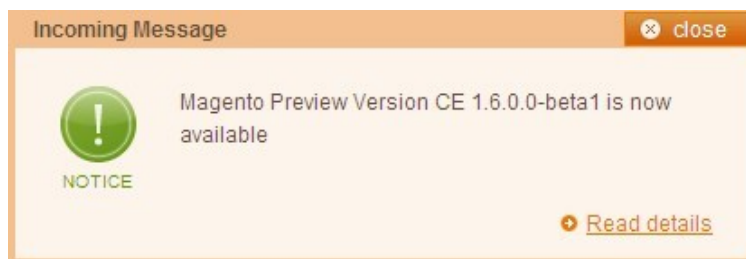 Incoming Message
close
Magento Preview Version CE 1.6.0.0-beta1 is now
available
NOTICE
Read details